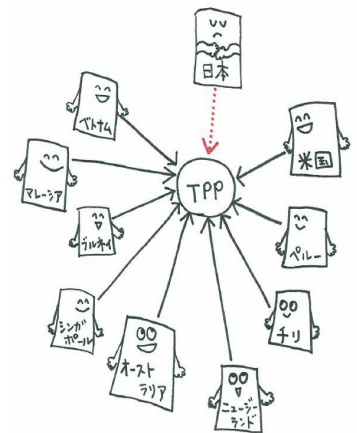 日本
ベトナム
米国
マレーシア
TPP
ブルネイ
ペルー
シンガ
ポール
チリ
オースト
ラリア
ニュージー
ランド